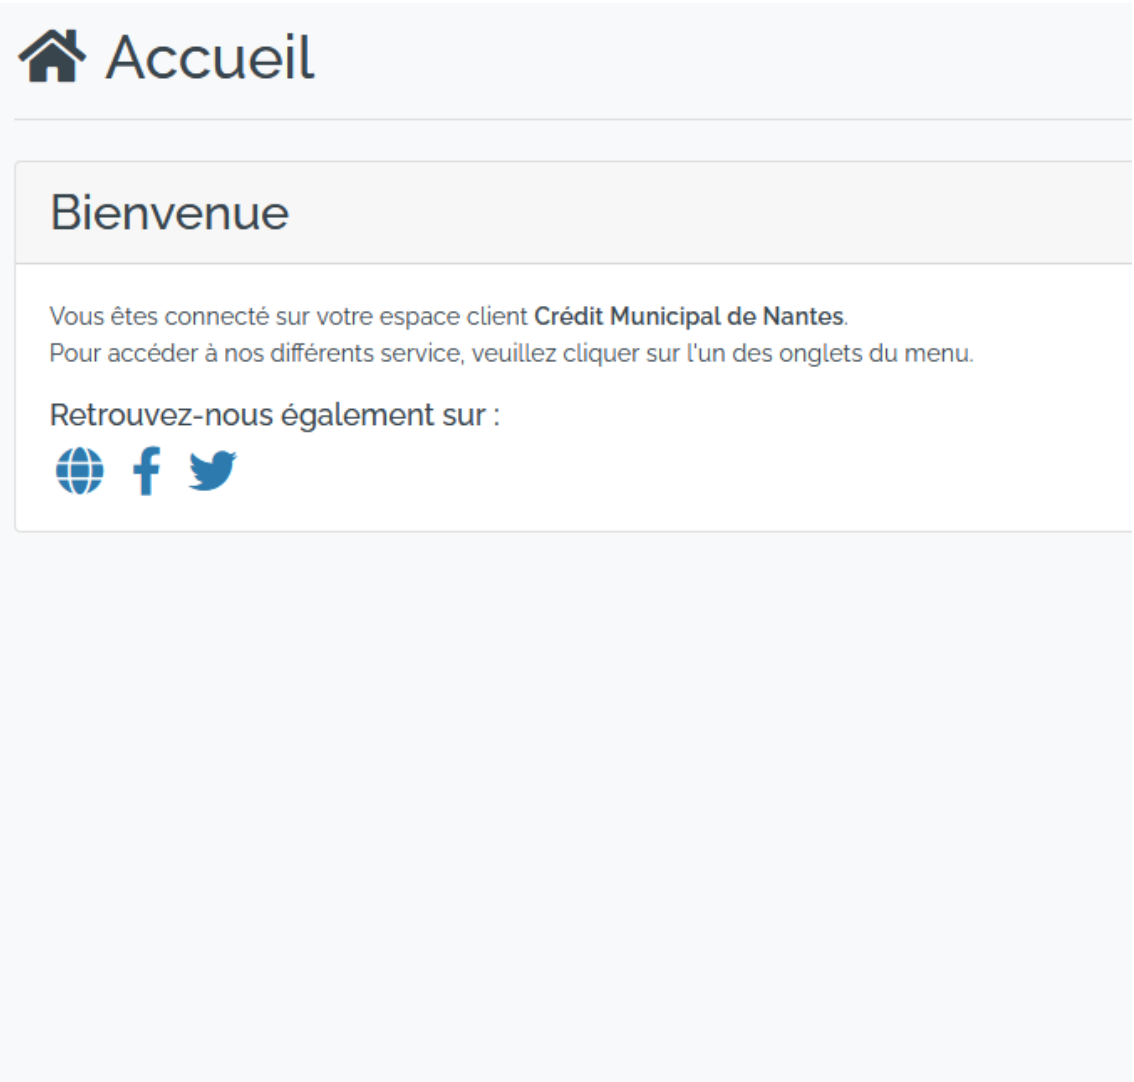 Accueil
Bienvenue
Vous êtes connecté sur votre espace client Crédit Municipal de Nantes.
Pour accéder à nos différents service, veuillez cliquer sur l'un des onglets du menu.
Retrouvez-nous également sur :